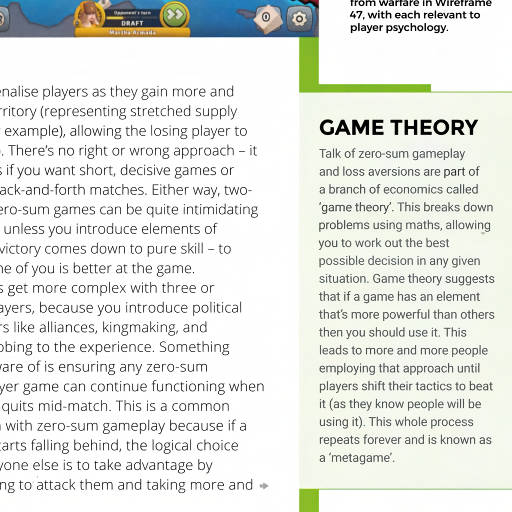 Opponent's turn
DRAFT
Martha Armada
enalise players as they gain more and
rritory (representing stretched supply
example), allowing the losing player to
). There's no right or wrong approach – it
s if you want short, decisive games or
ack-and-forth matches. Either way, two-
ero-sum games can be quite intimidating
unless you introduce elements of
victory comes down to pure skill – to
ne of you is better at the game.
s get more complex with three or
ayers, because you introduce political
rs like alliances, kingmaking, and
obing to the experience. Something
ware of is ensuring any zero-sum
yer game can continue functioning when
quits mid-match. This is a common
with zero-sum gameplay because if a
tarts falling behind, the logical choice
yone else is to take advantage by
ng to attack them and taking more and
from warfare in Wireframe
47, with each relevant to
player psychology.
GAME THEORY
Talk of zero-sum gameplay
and loss aversions are part of
a branch of economics called
'game theory'. This breaks down
problems using maths, allowing
you to work out the best
possible decision in any given
situation. Game theory suggests
that if a game has an element
that's more powerful than others
then you should use it. This
leads to more and more people
employing that approach until
players shift their tactics to beat
it (as they know people will be
using it). This whole process
repeats forever and is known as
a 'metagame'.